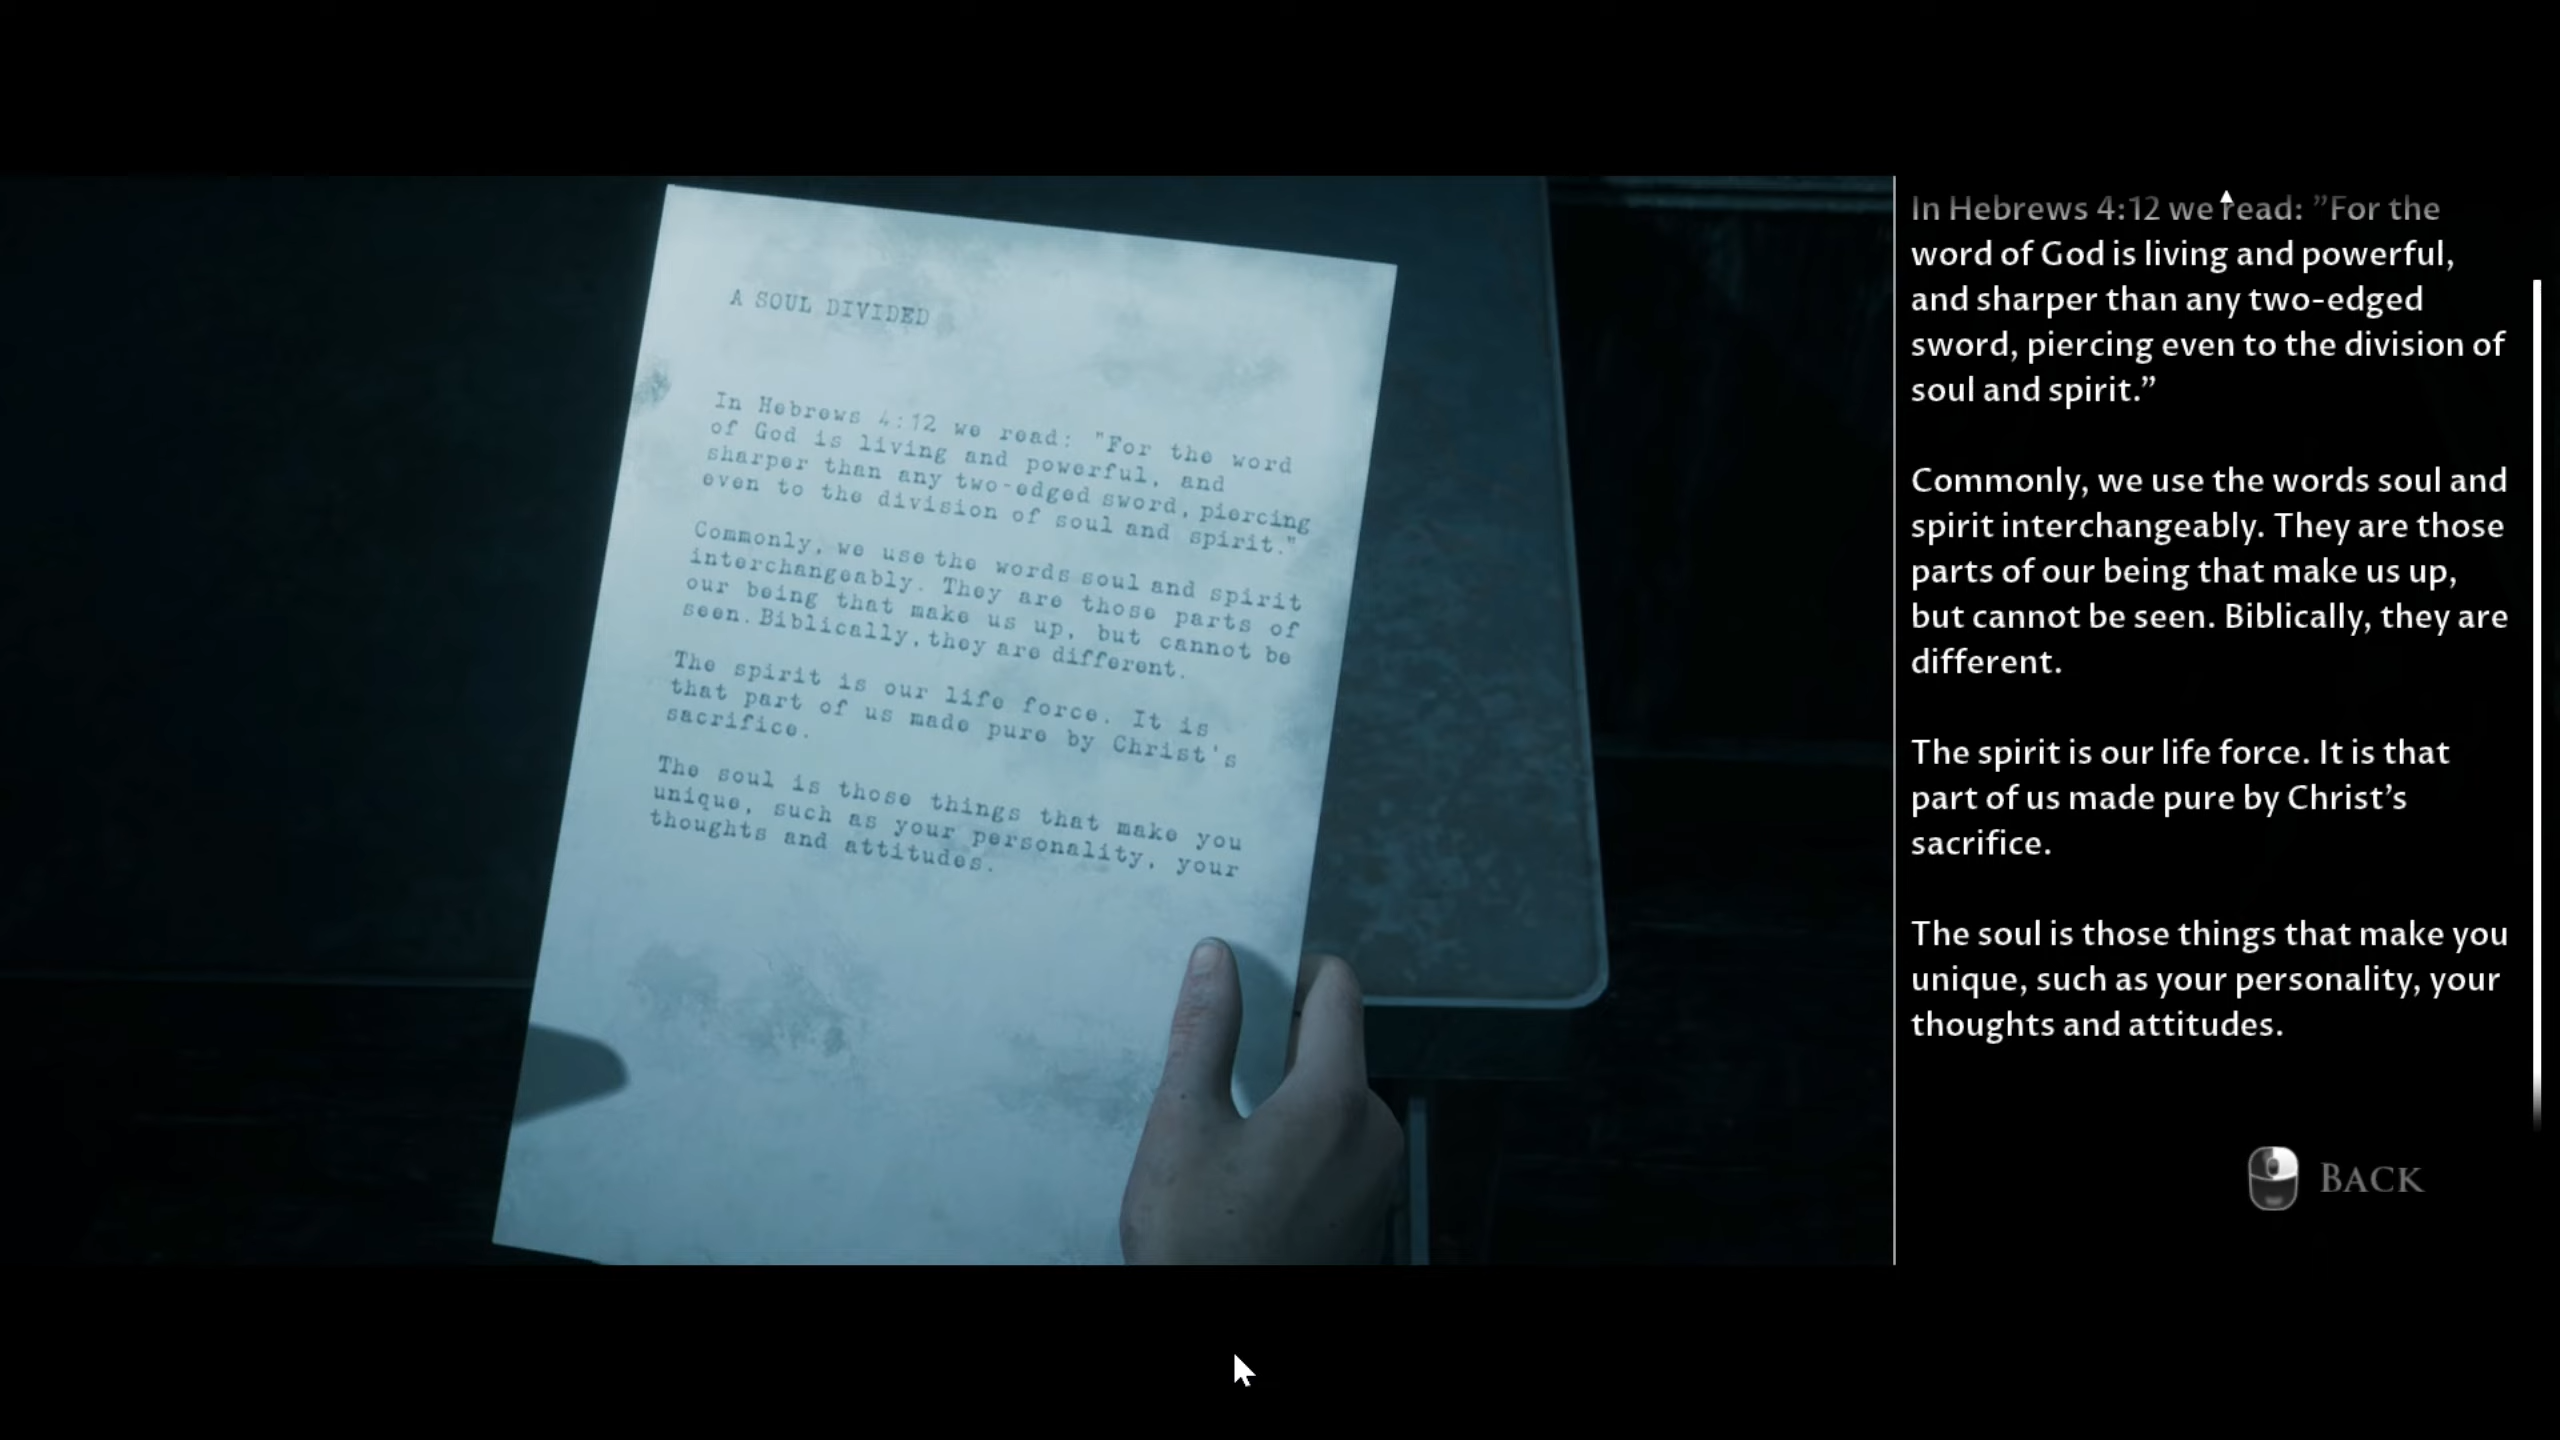 A SOUL DIVIDED
In Hebrews 4:12 we read: "For the word
of God is living and powerful, and
sharper than any two-edged sword, piercing
even to the division of soul and spirit."
Commonly, we use the words soul and spirit
interchangeably. They are those parts of
our being that make us up, but cannot be
seen. Biblically, they are different.
The spirit is our life force. It is
that part of us made pure by Christ's
sacrifice.
The soul is those things that make you
unique, such as your personality, your
thoughts and attitudes.
In Hebrews 4:12 we read: ”For the
word of God is living and powerful,
and sharper than any two-edged
sword, piercing even to the division of
soul and spirit.”
Commonly, we use the words soul and
spirit interchangeably. They are those
parts of our being that make us up,
but cannot be seen. Biblically, they are
different.
The spirit is our life force. It is that
part of us made pure by Christ’s
sacrifice.
The soul is those things that make you
unique, such as your personality, your
thoughts and attitudes.
BACK